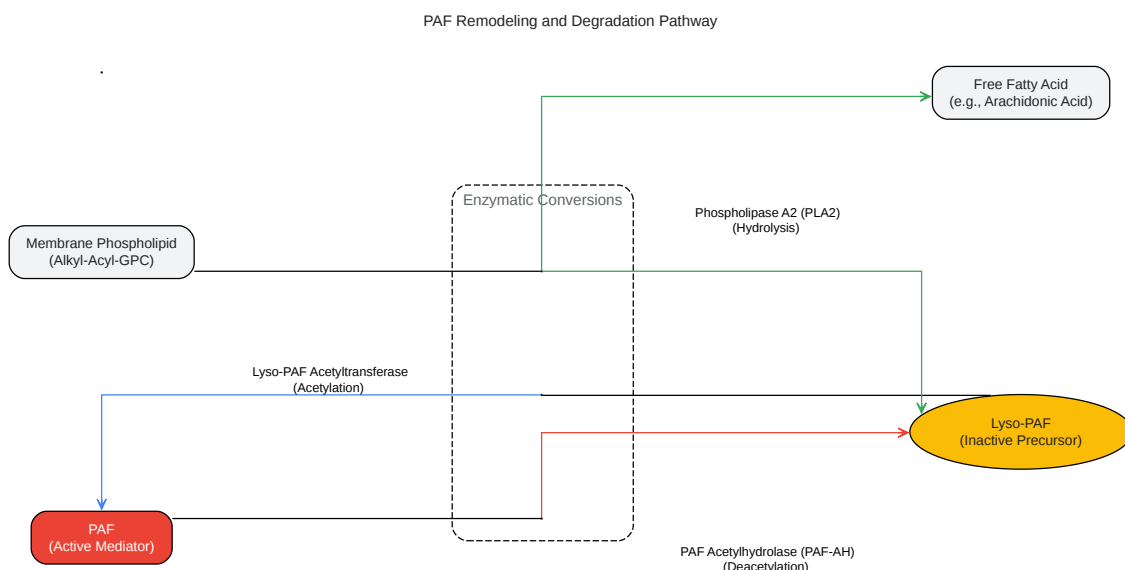 PAF Remodeling and Degradation Pathway
Free Fatty Acid
(e.g., Arachidonic Acid)
Enzymatic Conversions
Phospholipase A2 (PLA2)
(Hydrolysis)
Membrane Phospholipid
(Alkyl-Acyl-GPC)
Lyso-PAF Acetyltransferase
(Acetylation)
Lyso-PAF
(Inactive Precursor)
PAF
(Active Mediator)
PAF Acetylhydrolase (PAF-AH)
(Deacetylation)